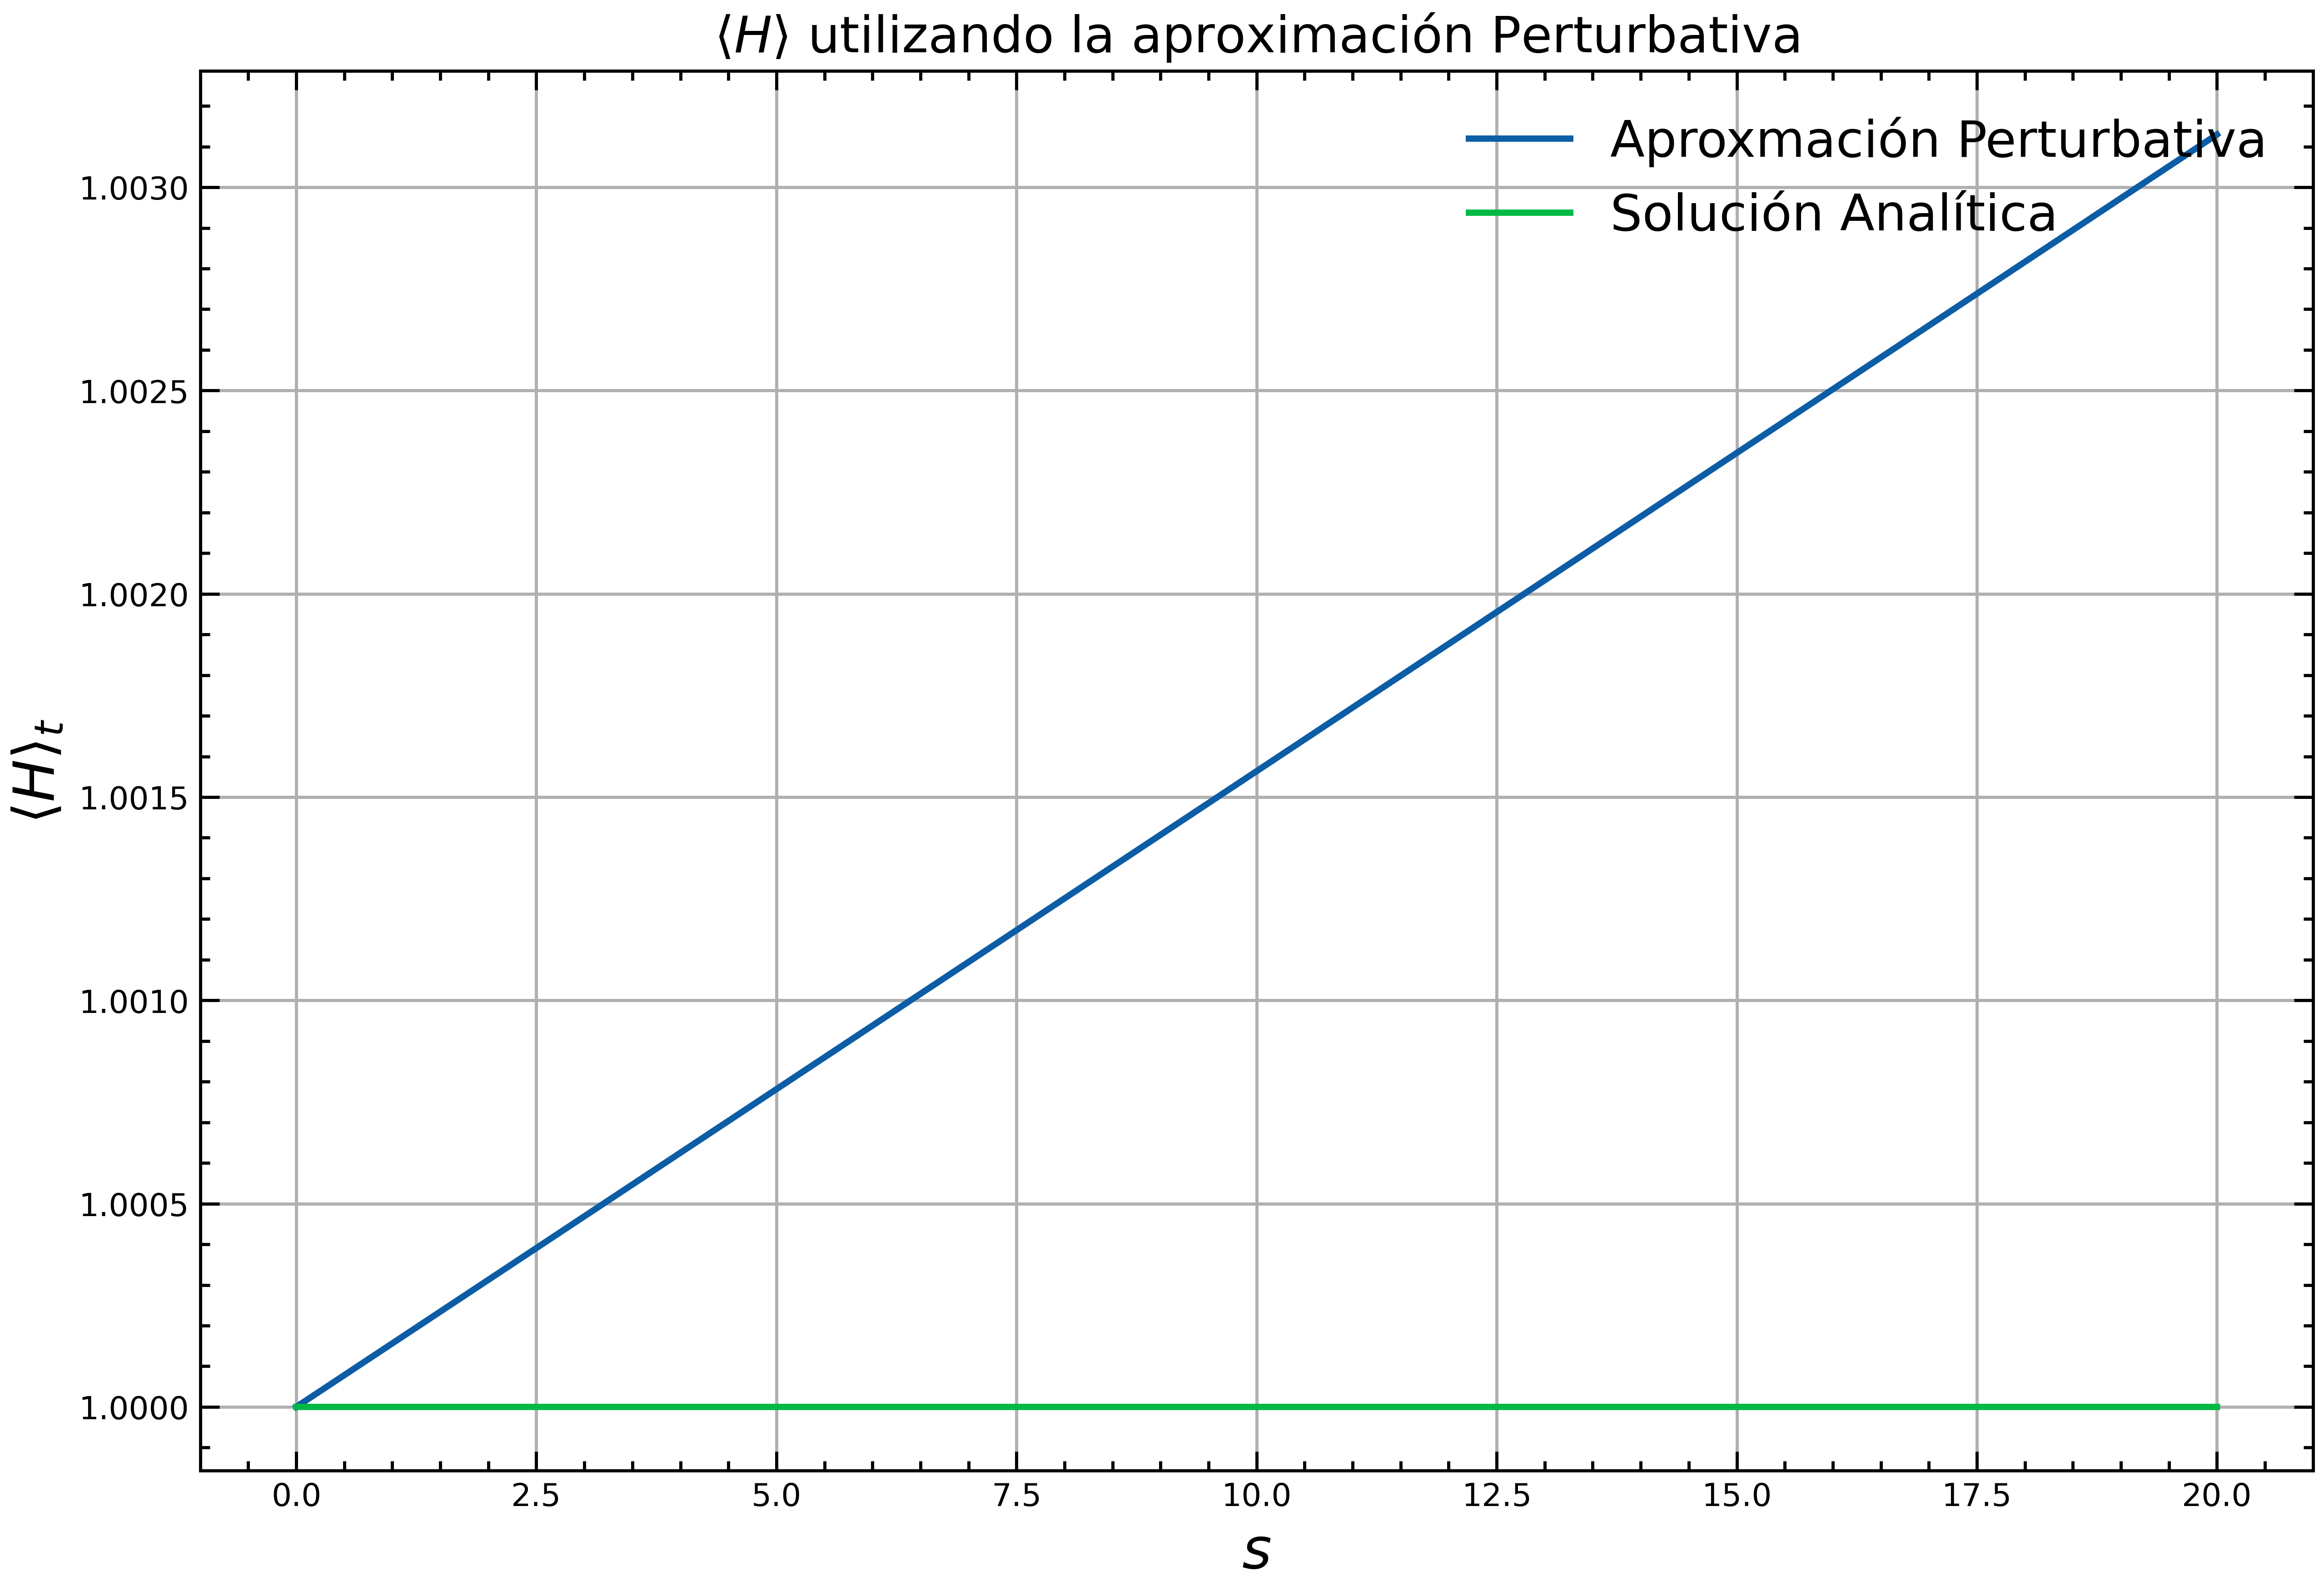 ⟨H⟩ utilizando la aproximación Perturbativa
Aproxmación Perturbativa
Solución Analítica
1.0030
1.0025
1.0020
1.0015
1.0010
1.0005
1.0000
⟨H⟩t
0.0 2.5 5.0 7.5 10.0 12.5 15.0 17.5 20.0
s